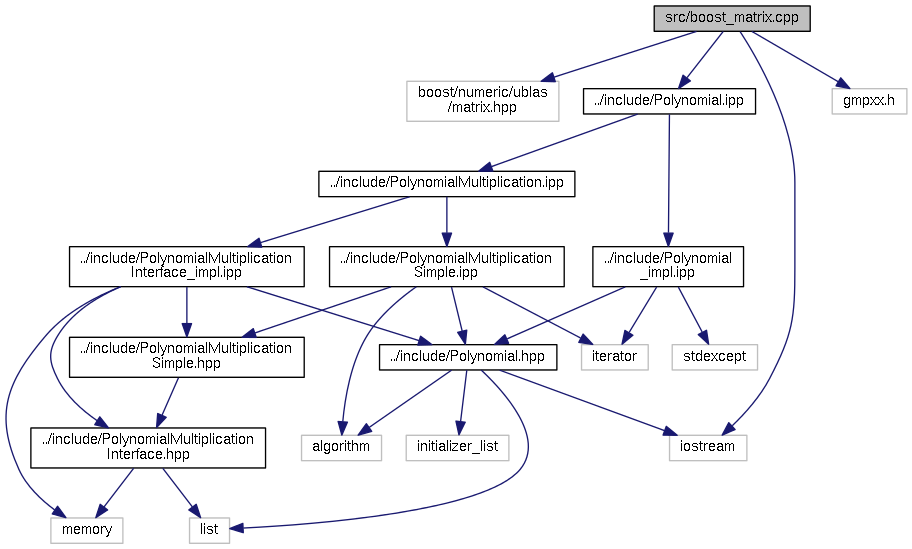 src/boost_matrix.cpp
boost/numeric/ublas
/matrix.hpp
../include/Polynomial.ipp
gmpxx.h
../include/PolynomialMultiplication.ipp
../include/PolynomialMultiplication
Interface_impl.ipp
../include/PolynomialMultiplication
Simple.ipp
../include/Polynomial
_impl.ipp
../include/PolynomialMultiplication
Simple.hpp
../include/Polynomial.hpp
iterator
stdexcept
../include/PolynomialMultiplication
Interface.hpp
algorithm
initializer_list
iostream
memory
list